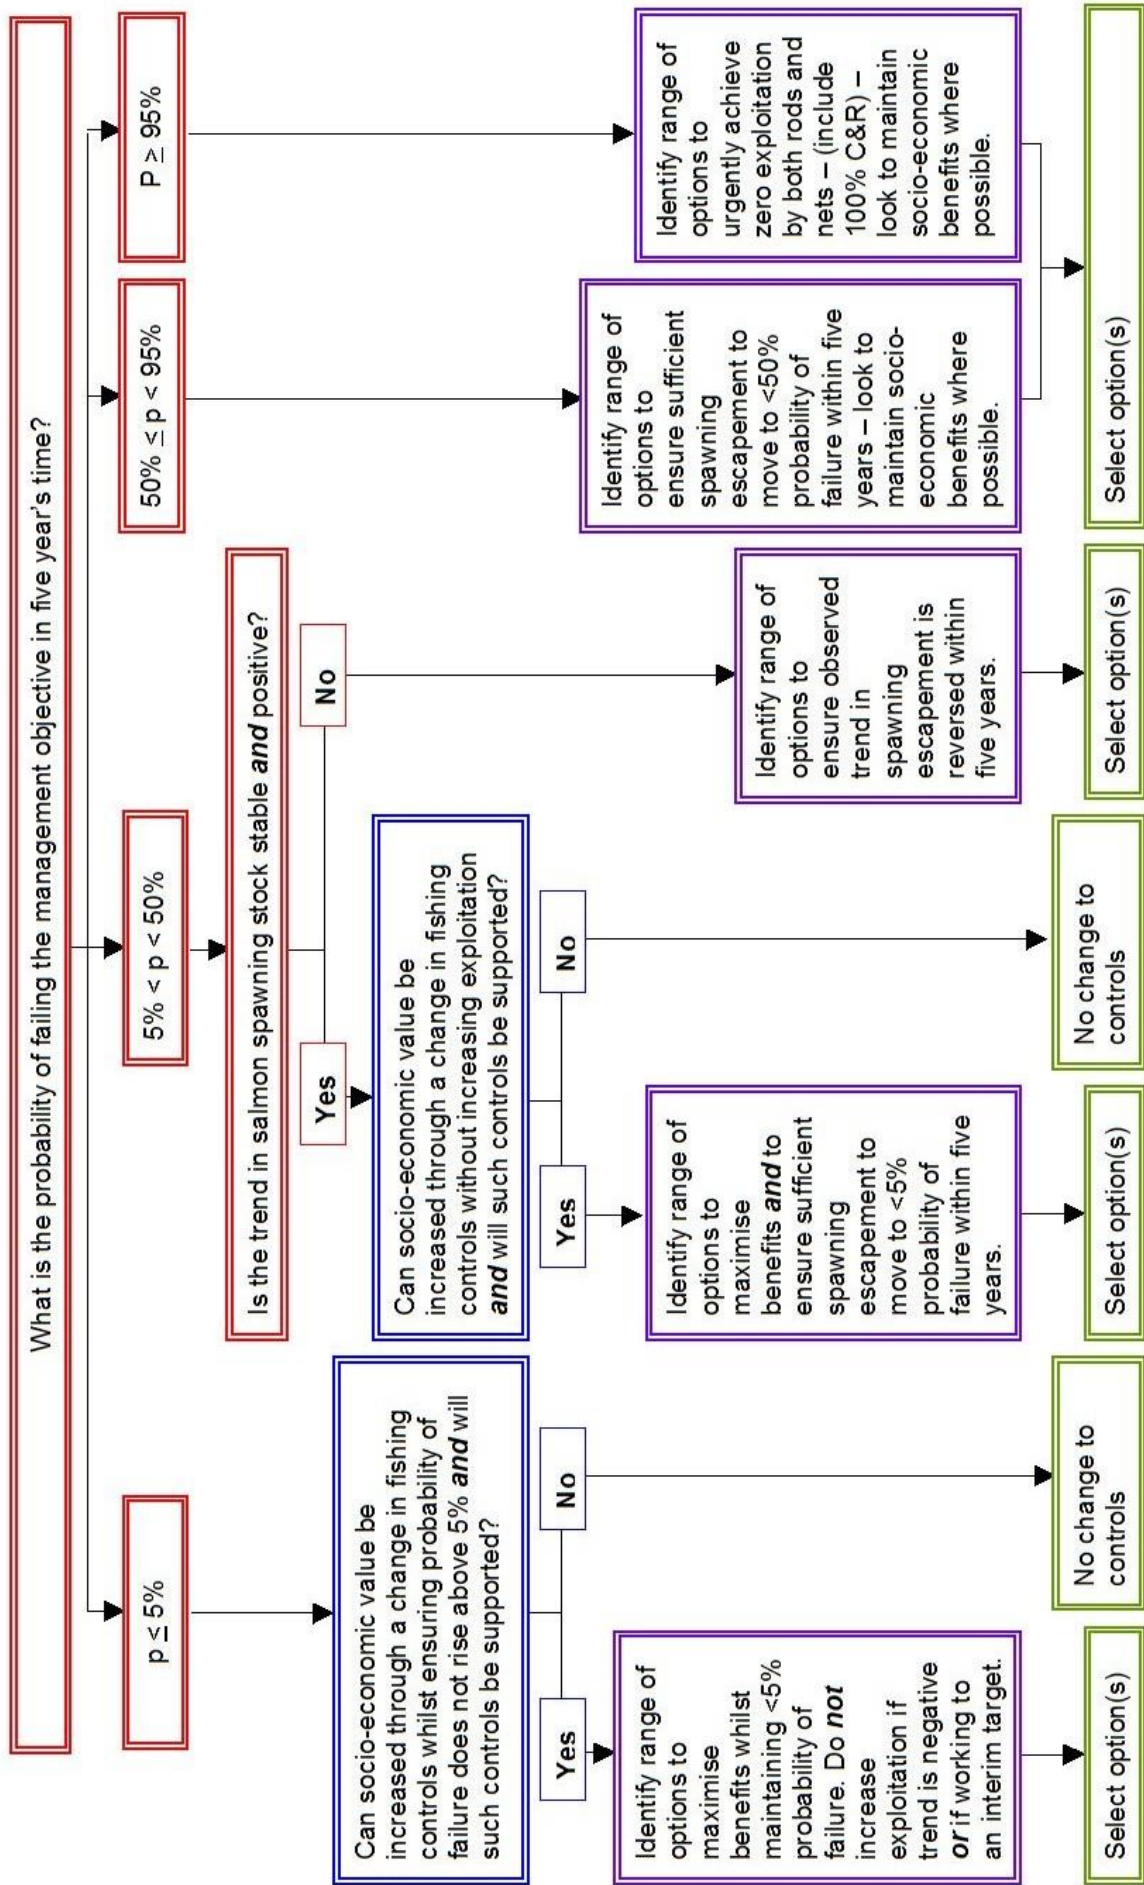 What is the probability of failing the management objective in five year's time?
p ≤ 5%
5% < p < 50%
50% ≤ p < 95%
P ≥ 95%
Is the trend in salmon spawning stock stable and positive?
Yes
No
Can socio-economic value be
increased through a change in fishing
controls whilst ensuring probability of
failure does not rise above 5% and will
such controls be supported?
Can socio-economic value be
increased through a change in fishing
controls without increasing exploitation
and will such controls be supported?
Yes
No
Yes
No
Identify range of
options to
maximise
benefits whilst
maintaining <5%
probability of
failure. Do not
increase
exploitation if
trend is negative
or if working to
an interim target.
Identify range of
options to
maximise
benefits and to
ensure sufficient
spawning
escapement to
move to <5%
probability of
failure within five
years.
Identify range of
options to
ensure observed
trend in
spawning
escapement is
reversed within
five years.
Identify range of
options to
ensure sufficient
spawning
escapement to
move to <50%
probability of
failure within five
years – look to
maintain socio-
economic
benefits where
possible.
Identify range of
options to
urgently achieve
zero exploitation
by both rods and
nets – (include
100% C&R) –
look to maintain
socio-economic
benefits where
possible.
Select option(s)
No change to
controls
Select option(s)
No change to
controls
Select option(s)
Select option(s)